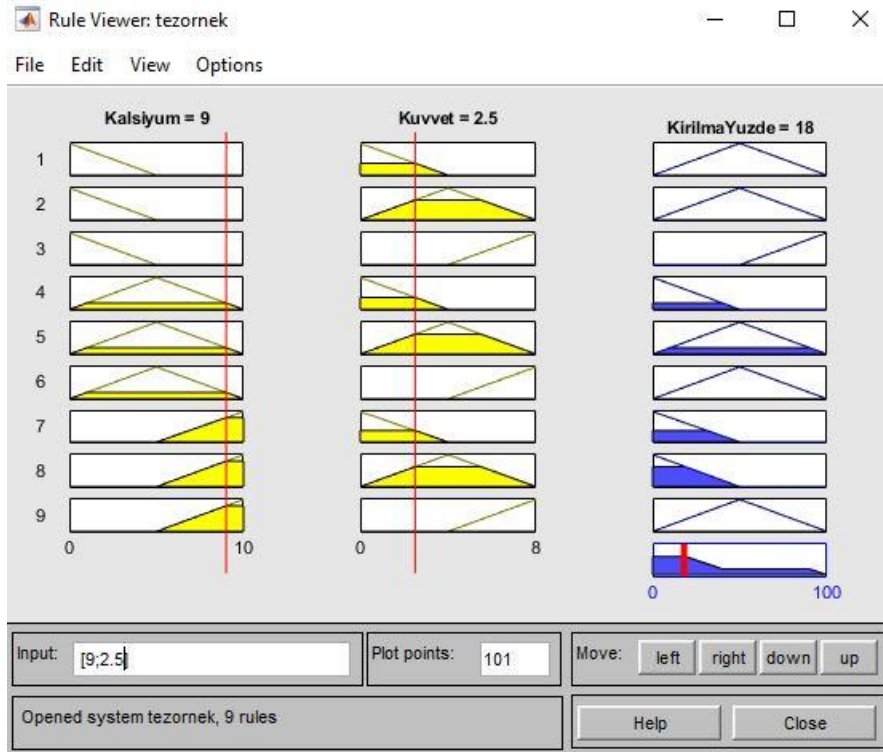 Rule Viewer: tezornek
File Edit View Options
Kalsiyum = 9 Kuvvet = 2.5 KirilmaYuzde = 18
1
2
3
4
5
6
7
8
9
0 10 0 8
0 100
Input: [9;2.5] Plot points: 101 Move: left right down up
Opened system tezornek, 9 rules Help Close